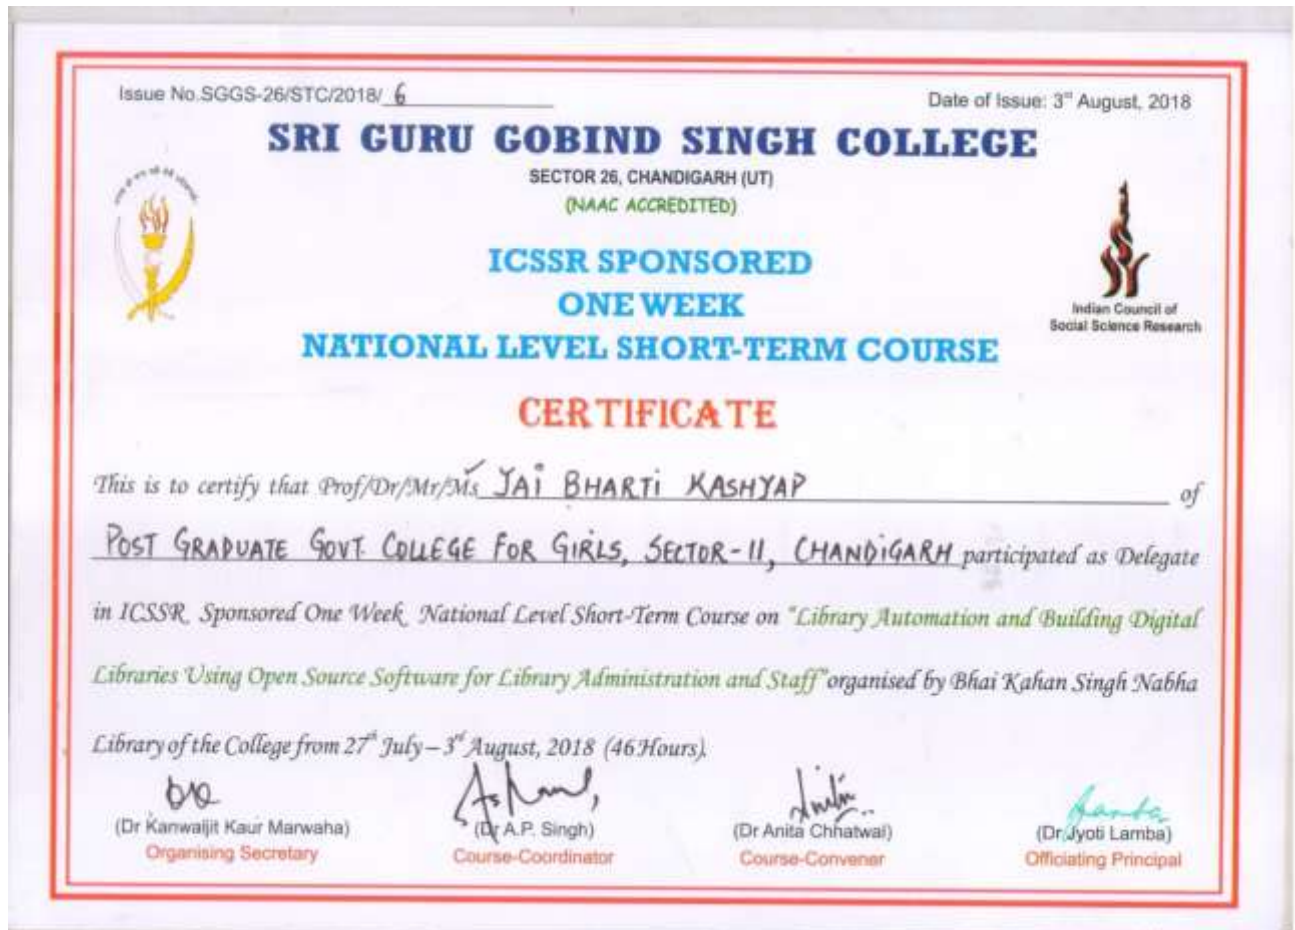 Issue No.SGGS-26/STC/2018/ 6
Date of Issue: 3rd August, 2018
SRI GURU GOBIND SINGH COLLEGE
SECTOR 26, CHANDIGARH (UT)
(NAAC ACCREDITED)
ICSSR SPONSORED
ONE WEEK
NATIONAL LEVEL SHORT-TERM COURSE
Indian Council of
Social Science Research
CERTIFICATE
This is to certify that Prof/Dr/Mr/Ms JAI BHARTI KASHYAP of
POST GRADUATE GOVT COLLEGE FOR GIRLS, SECTOR-11, CHANDIGARH participated as Delegate
in ICSSR Sponsored One Week National Level Short-Term Course on "Library Automation and Building Digital
Libraries Using Open Source Software for Library Administration and Staff" organised by Bhai Kahan Singh Nabha
Library of the College from 27th July – 3rd August, 2018 (46 Hours).
(Dr Kanwaljit Kaur Marwaha)
Organising Secretary
(Dr A.P. Singh)
Course-Coordinator
(Dr Anita Chhatwal)
Course-Convener
(Dr Jyoti Lamba)
Officiating Principal